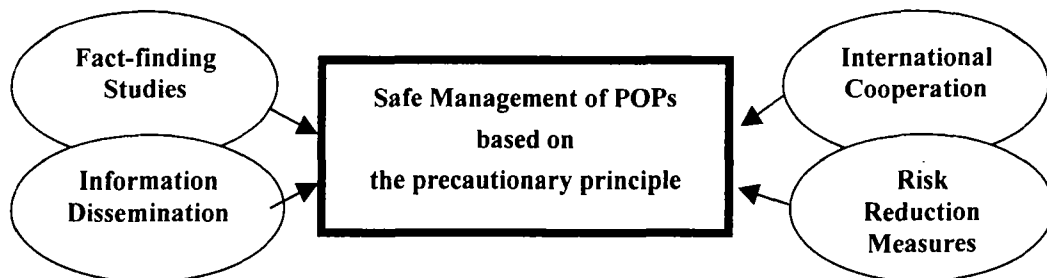 Fact-finding
Studies
Information
Dissemination
Safe Management of POPs
based on
the precautionary principle
International
Cooperation
Risk
Reduction
Measures